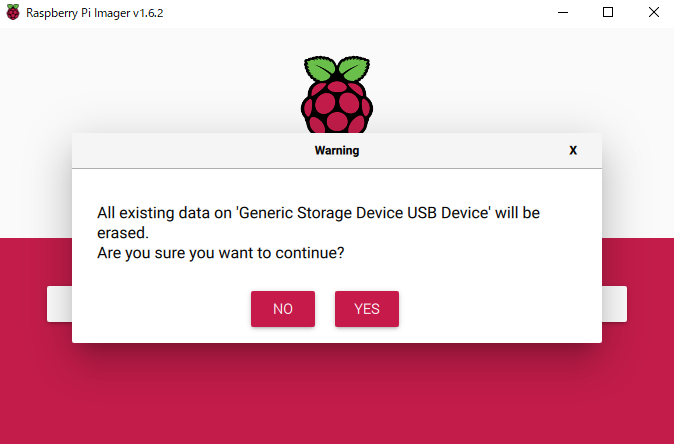 Raspberry Pi Imager v1.6.2
Warning
X
All existing data on 'Generic Storage Device USB Device' will be
erased.
Are you sure you want to continue?
NO
YES